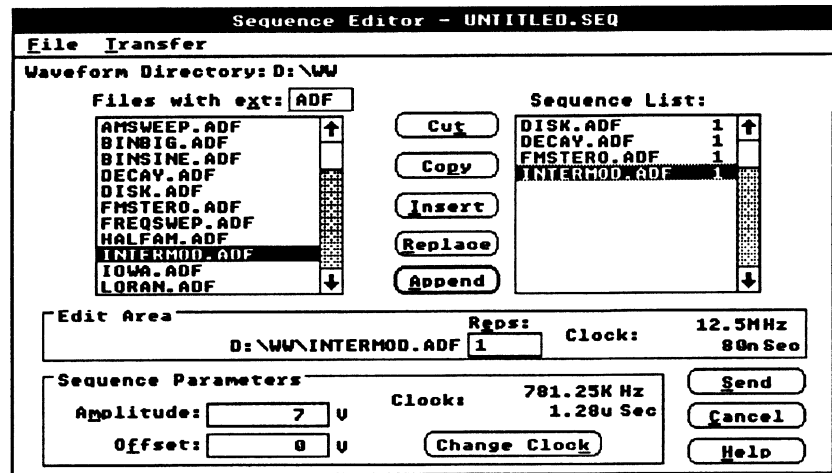 Sequence Editor - UNTITLED.SEQ
File Transfer
Waveform Directory: D:\WW
Files with ext: ADF
AMSWEEP.ADF
BINBIG.ADF
BINSINE.ADF
DECAY.ADF
DISK.ADF
FMSTERO.ADF
FREQSWEP.ADF
HALFAM.ADF
INTERMOD.ADF
IOWA.ADF
LORAN.ADF
Cut
Copy
Insert
Replace
Append
Sequence List:
DISK.ADF 1
DECAY.ADF 1
FMSTERO.ADF 1
INTERMOD.ADF 1
Edit Area
D:\WW\INTERMOD.ADF
Reps:
1
Clock: 12.5MHz
80nSec
Sequence Parameters
Amplitude: 7 V
Offset: 0 V
Clock: 781.25K Hz
1.28u Sec
Change Clock
Send
Cancel
Help